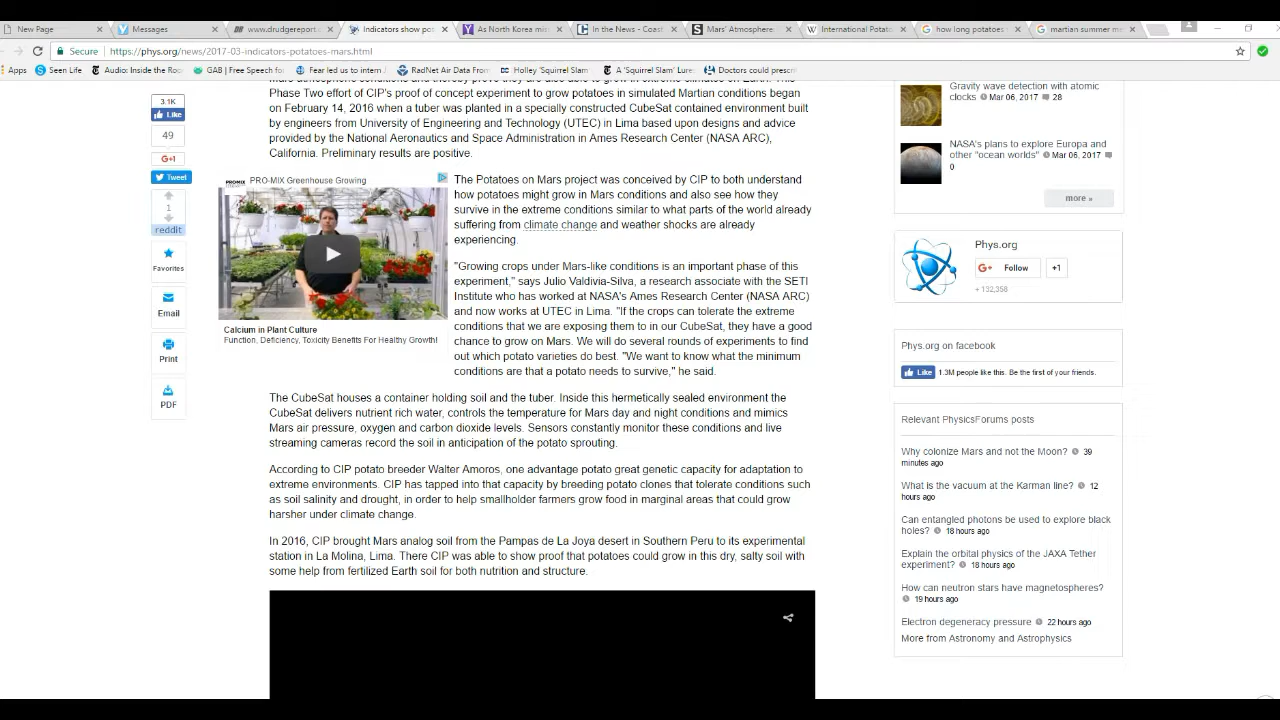 New Page
Messages
www.drudgereport.
Indicators show pot
As North Korea mis
In the News - Coast
Mars' Atmosphere:
International Potato
how long potatoes
martian summer me
Secure
https://phys.org/news/2017-03-indicators-potatoes-mars.html
Apps
Seen Life
Audio: Inside the Roo
GAB | Free Speech fo
Fear led us to intern J
RadNet Air Data From
Holley 'Squirrel Slam'
A 'Squirrel Slam' Lure
Doctors could prescr
Phase Two effort of CIP's proof of concept experiment to grow potatoes in simulated Martian conditions began
on February 14, 2016 when a tuber was planted in a specially constructed CubeSat contained environment built
by engineers from University of Engineering and Technology (UTEC) in Lima based upon designs and advice
provided by the National Aeronautics and Space Administration in Ames Research Center (NASA ARC),
California. Preliminary results are positive.
3.1K
Like
49
G+1
Tweet
1
reddit
Favorites
Email
Print
PDF
PRO-MIX
PRO-MIX Greenhouse Growing
Calcium in Plant Culture
Function, Deficiency, Toxicity Benefits For Healthy Growth!
The Potatoes on Mars project was conceived by CIP to both understand
how potatoes might grow in Mars conditions and also see how they
survive in the extreme conditions similar to what parts of the world already
suffering from climate change and weather shocks are already
experiencing.
"Growing crops under Mars-like conditions is an important phase of this
experiment," says Julio Valdivia-Silva, a research associate with the SETI
Institute who has worked at NASA's Ames Research Center (NASA ARC)
and now works at UTEC in Lima. "If the crops can tolerate the extreme
conditions that we are exposing them to in our CubeSat, they have a good
chance to grow on Mars. We will do several rounds of experiments to find
out which potato varieties do best. "We want to know what the minimum
conditions are that a potato needs to survive," he said.
The CubeSat houses a container holding soil and the tuber. Inside this hermetically sealed environment the
CubeSat delivers nutrient rich water, controls the temperature for Mars day and night conditions and mimics
Mars air pressure, oxygen and carbon dioxide levels. Sensors constantly monitor these conditions and live
streaming cameras record the soil in anticipation of the potato sprouting.
According to CIP potato breeder Walter Amoros, one advantage potato great genetic capacity for adaptation to
extreme environments. CIP has tapped into that capacity by breeding potato clones that tolerate conditions such
as soil salinity and drought, in order to help smallholder farmers grow food in marginal areas that could grow
harsher under climate change.
In 2016, CIP brought Mars analog soil from the Pampas de La Joya desert in Southern Peru to its experimental
station in La Molina, Lima. There CIP was able to show proof that potatoes could grow in this dry, salty soil with
some help from fertilized Earth soil for both nutrition and structure.
Gravity wave detection with atomic
clocks Mar 06, 2017 28
NASA's plans to explore Europa and
other "ocean worlds" Mar 06, 2017
0
more »
Phys.org
G+ Follow +1
+ 132,358
Phys.org on facebook
Like 1.3M people like this. Be the first of your friends.
Relevant PhysicsForums posts
Why colonize Mars and not the Moon? 39
minutes ago
What is the vacuum at the Karman line? 12
hours ago
Can entangled photons be used to explore black
holes? 18 hours ago
Explain the orbital physics of the JAXA Tether
experiment? 18 hours ago
How can neutron stars have magnetospheres?
19 hours ago
Electron degeneracy pressure 22 hours ago
More from Astronomy and Astrophysics